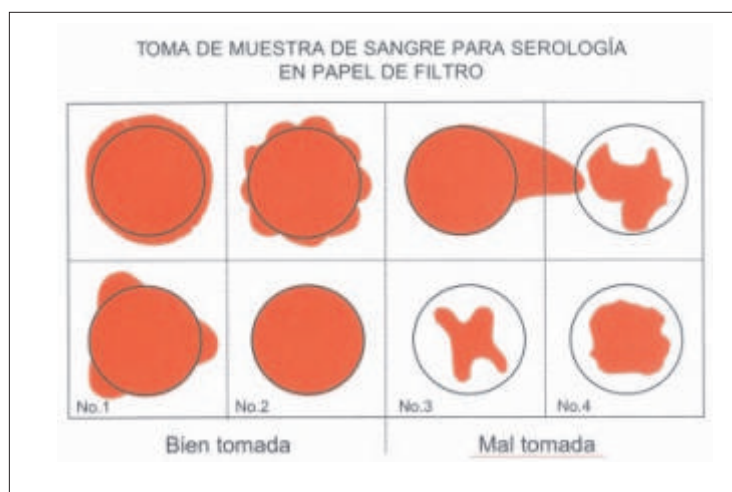 TOMA DE MUESTRA DE SANGRE PARA SEROLOGÍA
EN PAPEL DE FILTRO
No.1
No.2
No.3
No.4
Bien tomada
Mal tomada